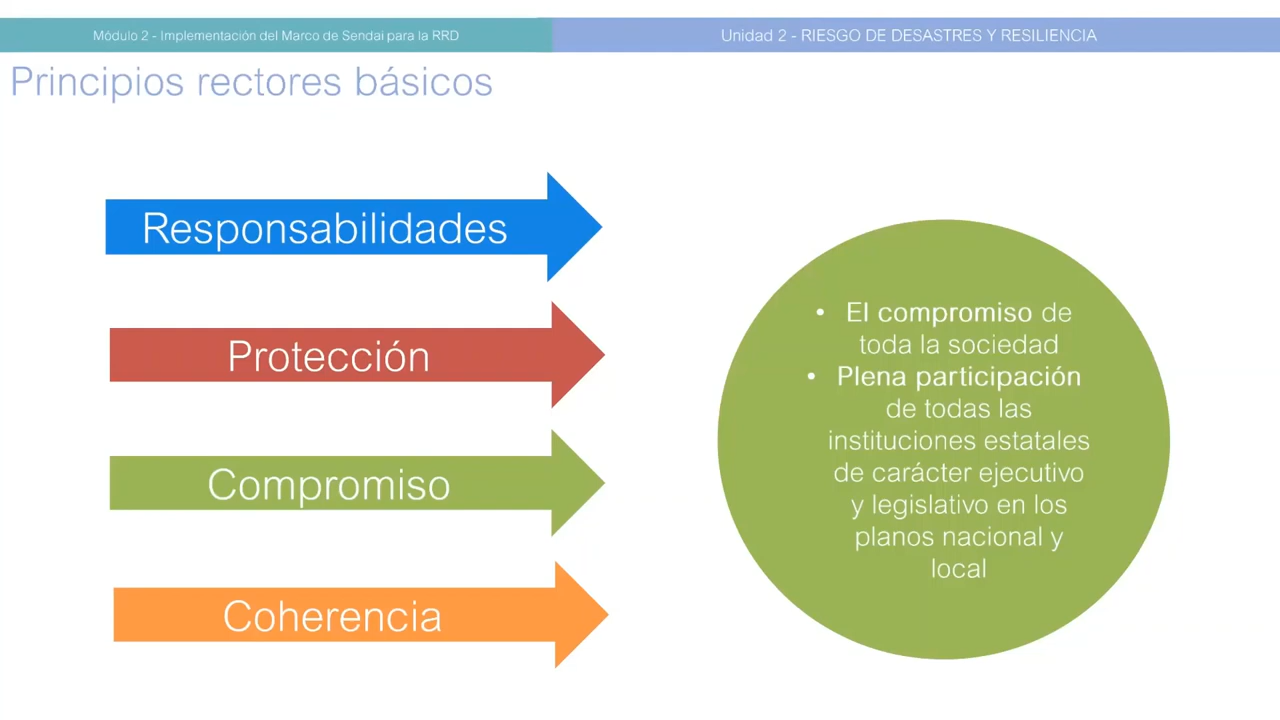 Módulo 2 - Implementación del Marco de Sendai para la RRD
Unidad 2 - RIESGO DE DESASTRES Y RESILIENCIA
Principios rectores básicos
Responsabilidades
Protección
Compromiso
Coherencia
• El compromiso de
toda la sociedad
• Plena participación
de todas las
instituciones estatales
de carácter ejecutivo
y legislativo en los
planos nacional y
local